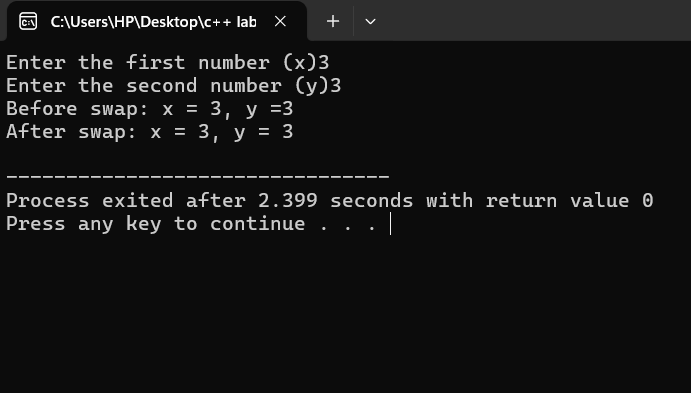 C:\Users\HP\Desktop\c++ lab
Enter the first number (x)3
Enter the second number (y)3
Before swap: x = 3, y =3
After swap: x = 3, y = 3
--------------------------------
Process exited after 2.399 seconds with return value 0
Press any key to continue . . .